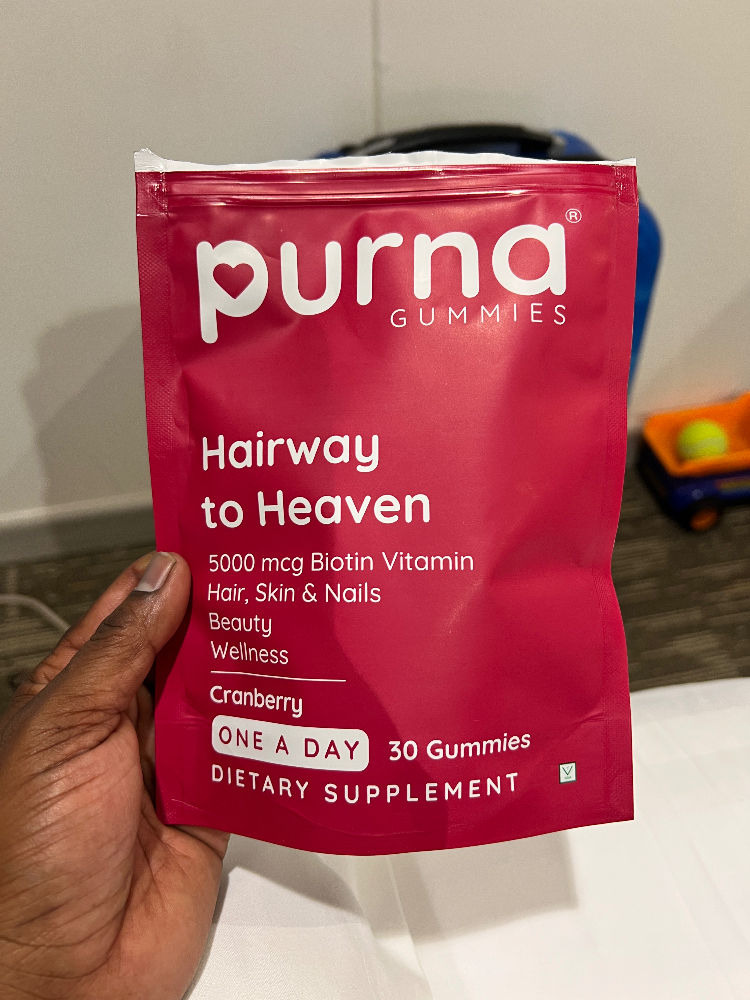 purna®
GUMMIES
Hairway
to Heaven
5000 mcg Biotin Vitamin
Hair, Skin & Nails
Beauty
Wellness
Cranberry
ONE A DAY 30 Gummies
DIETARY SUPPLEMENT